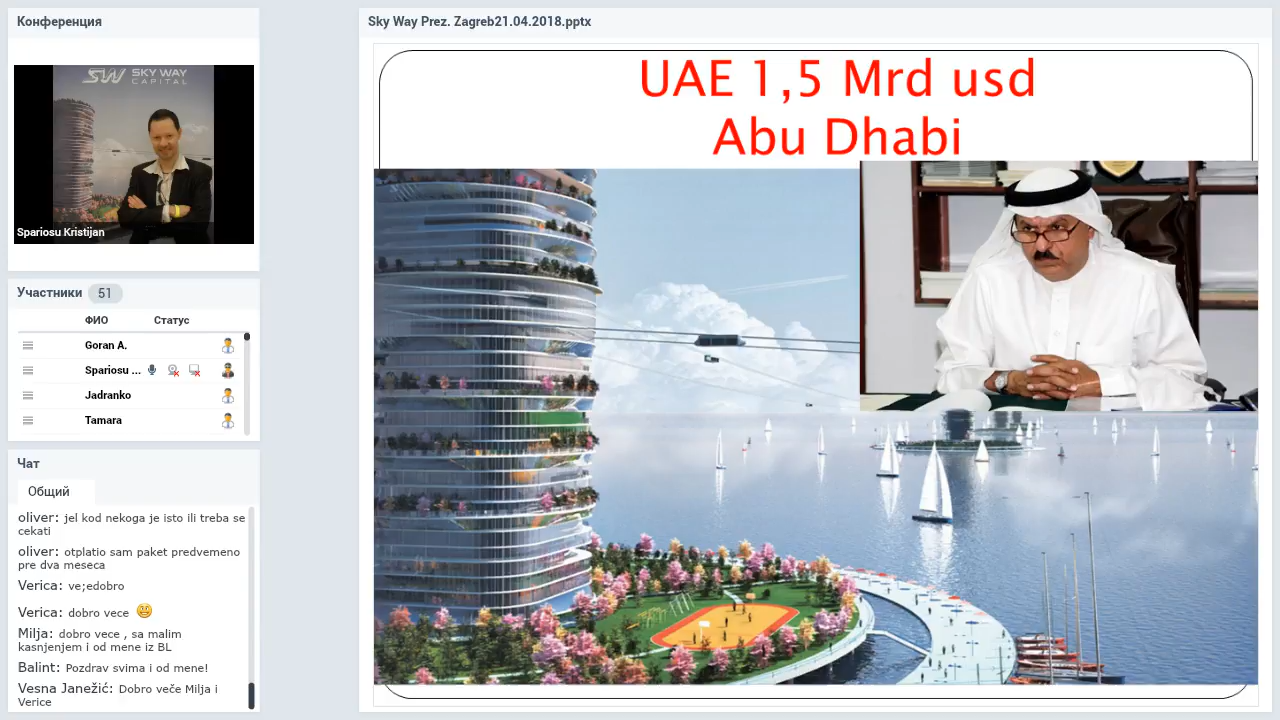 Конференция
SKY WAY
CAPITAL
Spariosu Kristijan
Участники 51
ФИО Статус
Goran A.
Spariosu ...
Jadranko
Tamara
Чат
Общий
oliver: jel kod nekoga je isto ili treba se
cekati
oliver: otplatio sam paket predvemeno
pre dva meseca
Verica: ve;edobro
Verica: dobro vece
Milja: dobro vece , sa malim
kasnjenjem i od mene iz BL
Balint: Pozdrav svima i od mene!
Vesna Janežić: Dobro veče Milja i
Verice
Sky Way Prez. Zagreb21.04.2018.pptx
UAE 1,5 Mrd usd
Abu Dhabi